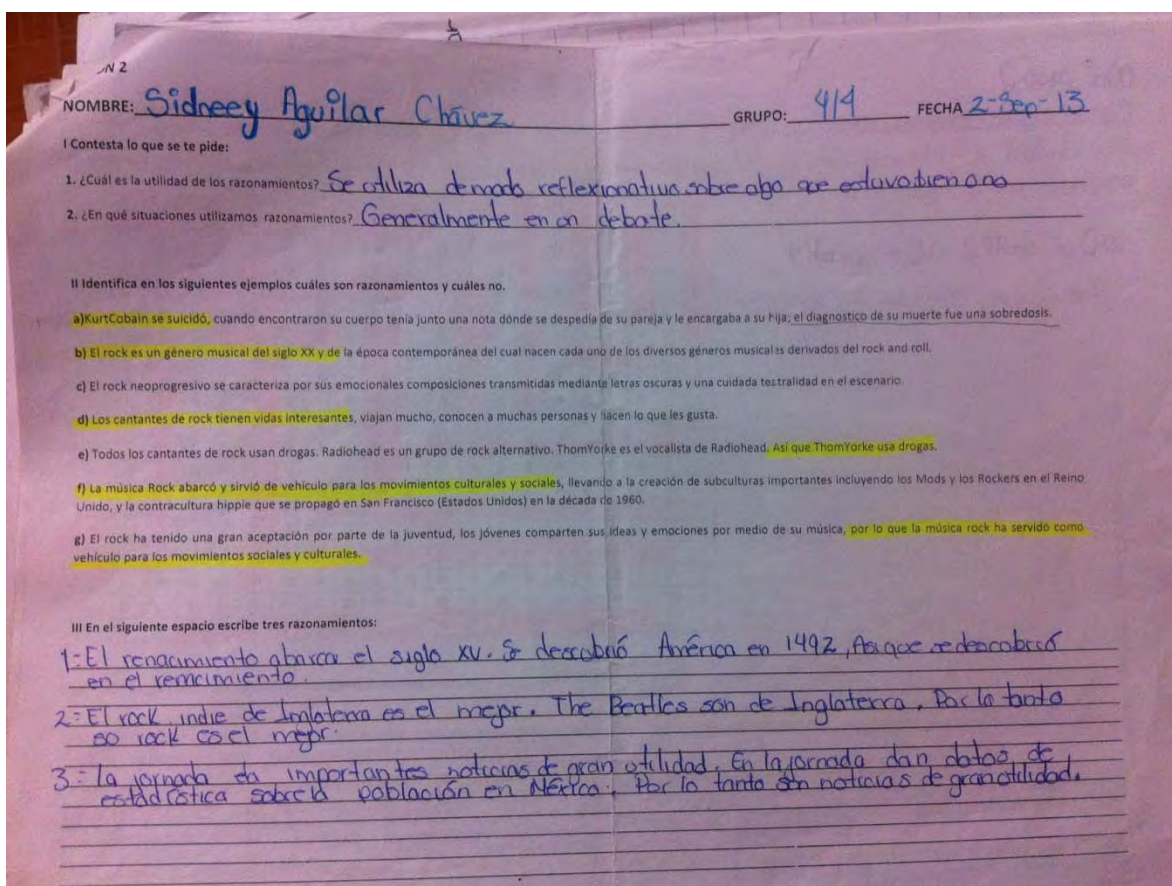 ÓN 2
NOMBRE: Sidneey Aguilar Chávez GRUPO: 414 FECHA 2-Sep-13
I Contesta lo que se te pide:
1. ¿Cuál es la utilidad de los razonamientos? Se utiliza de modo reflexionativo sobre algo que estuvo bien o no
2. ¿En qué situaciones utilizamos razonamientos? Generalmente en un debate.
II Identifica en los siguientes ejemplos cuáles son razonamientos y cuáles no.
a)KurtCobain se suicidó, cuando encontraron su cuerpo tenía junto una nota dónde se despedía de su pareja y le encargaba a su hija; el diagnostico de su muerte fue una sobredosis.
b) El rock es un género musical del siglo XX y de la época contemporánea del cual nacen cada uno de los diversos géneros musicales derivados del rock and roll.
c) El rock neoprogresivo se caracteriza por sus emocionales composiciones transmitidas mediante letras oscuras y una cuidada teatralidad en el escenario.
d) Los cantantes de rock tienen vidas interesantes, viajan mucho, conocen a muchas personas y hacen lo que les gusta.
e) Todos los cantantes de rock usan drogas. Radiohead es un grupo de rock alternativo. ThomYorke es el vocalista de Radiohead. Así que ThomYorke usa drogas.
f) La música Rock abarcó y sirvió de vehículo para los movimientos culturales y sociales, llevando a la creación de subculturas importantes incluyendo los Mods y los Rockers en el Reino
Unido, y la contracultura hippie que se propagó en San Francisco (Estados Unidos) en la década de 1960.
g) El rock ha tenido una gran aceptación por parte de la juventud, los jóvenes comparten sus ideas y emociones por medio de su música, por lo que la música rock ha servido como
vehículo para los movimientos sociales y culturales.
III En el siguiente espacio escribe tres razonamientos:
1-El renacimiento abarca el siglo XV. Se descubrió América en 1492, Asi que se descubrió
en el remcimiento.
2- El rock indie de Inglaterra es el mejor. The Beatles son de Inglaterra. Por lo tanto
so rock es el mejor.
3- la jornada da importantes noticias de gran utilidad. En la jornada dan datos de
estadística sobre la población en México. Por lo tanto son noticias de gran utilidad.